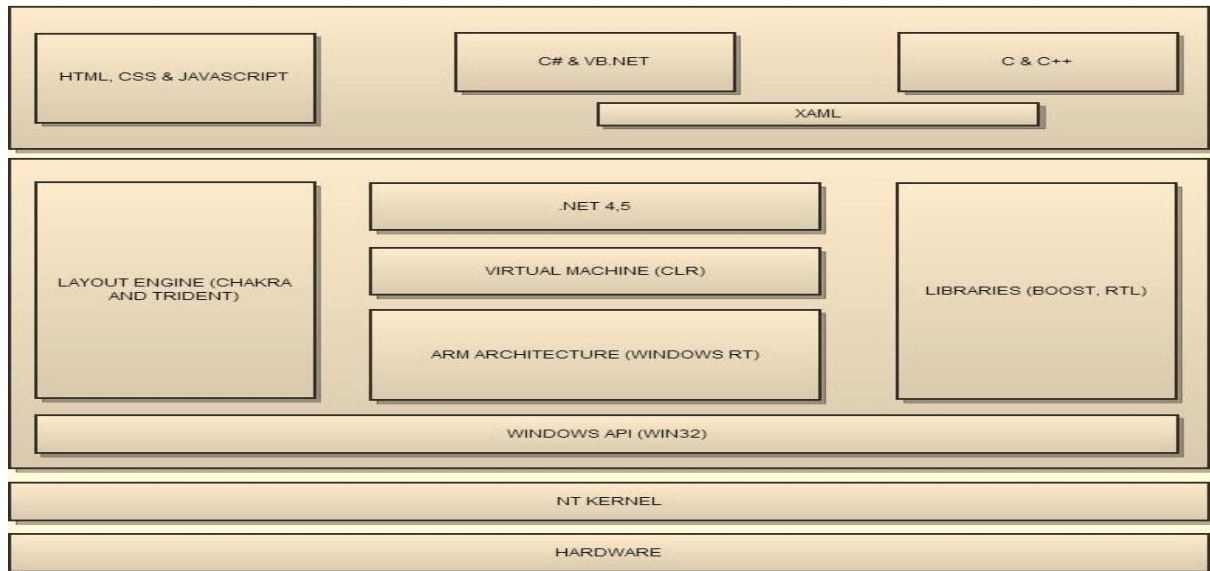 HTML, CSS & JAVASCRIPT
C# & VB.NET
C & C++
XAML
LAYOUT ENGINE (CHAKRA
AND TRIDENT)
.NET 4,5
VIRTUAL MACHINE (CLR)
ARM ARCHITECTURE (WINDOWS RT)
LIBRARIES (BOOST, RTL)
WINDOWS API (WIN32)
NT KERNEL
HARDWARE